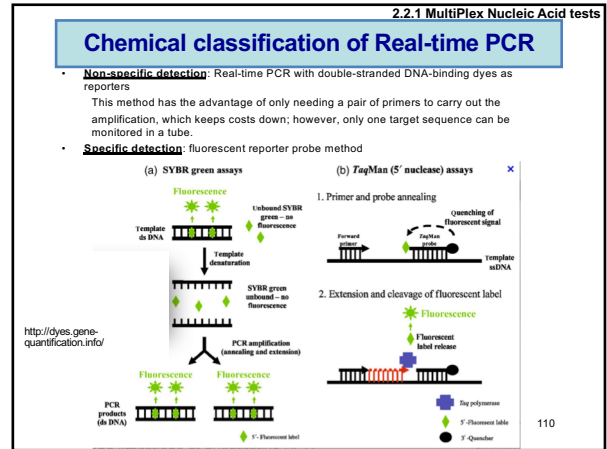 2.2.1 MultiPlex Nucleic Acid tests
Chemical classification of Real-time PCR
• Non-specific detection: Real-time PCR with double-stranded DNA-binding dyes as
reporters
This method has the advantage of only needing a pair of primers to carry out the
amplification, which keeps costs down; however, only one target sequence can be
monitored in a tube.
• Specific detection: fluorescent reporter probe method
(a) SYBR green assays
Fluorescence
Unbound SYBR
green – no
fluorescence
Template
ds DNA
Template
denaturation
SYBR green
unbound – no
fluorescence
PCR amplification
(annealing and extension)
Fluorescence
Fluorescence
PCR
products
(ds DNA)
5´- Fluorescent label
(b) TaqMan (5´ nuclease) assays
×
1. Primer and probe annealing
Quenching of
fluorescent signal
Forward
primer
TaqMan
probe
Template
ssDNA
2. Extension and cleavage of fluorescent label
Fluorescence
Fluorescent
label release
Taq polymerase
5´-Fluoresent lable
3´-Quencher
http://dyes.gene-
quantification.info/
110